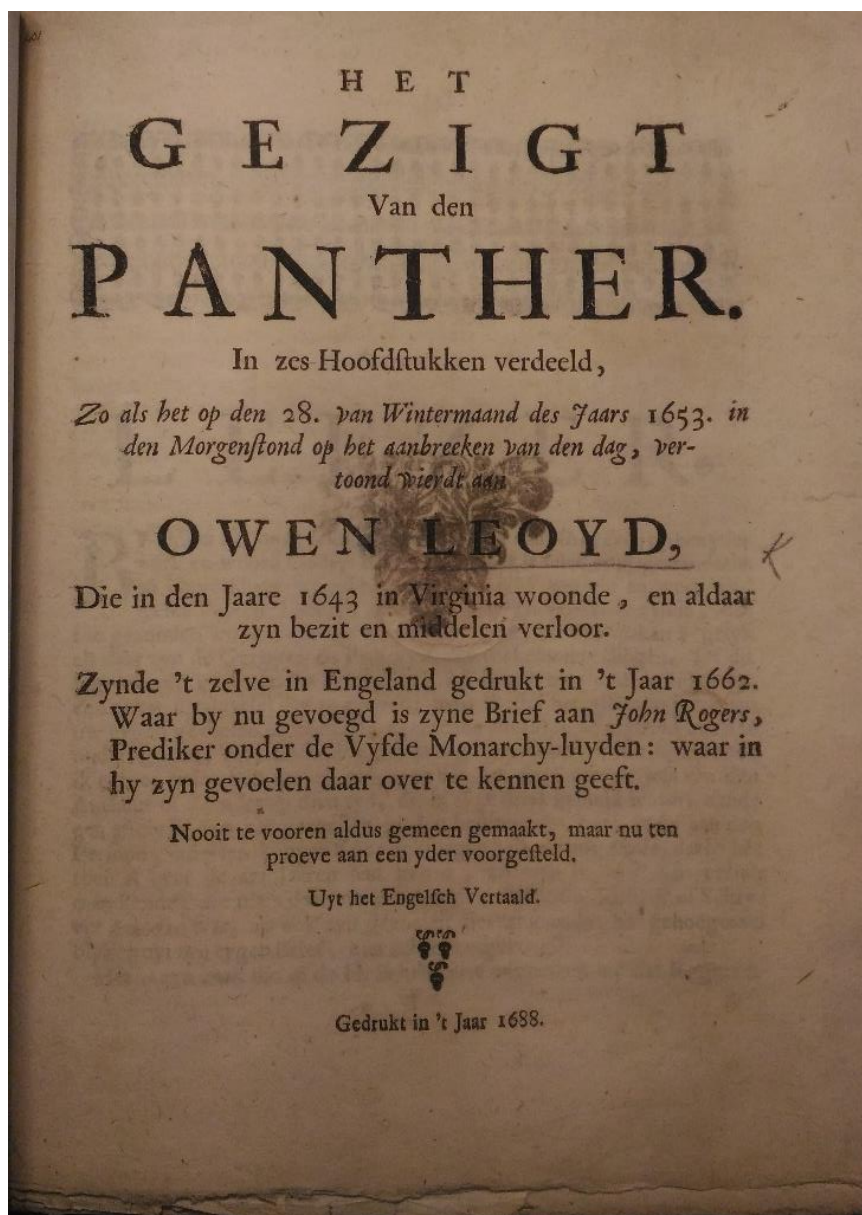 HET
GEZIGT
Van den
PANTHER.
In zes Hoofdſtukken verdeeld,
Zo als het op den 28. van Wintermaand des Jaars 1653. in
den Morgenſtond op het aanbreeken van den dag, ver-
toond wierdt aan
OWEN LEOYD,
Die in den Jaare 1643 in Virginia woonde, en aldaar
zyn bezit en middelen verloor.
Zynde 't zelve in Engeland gedrukt in 't Jaar 1662.
Waar by nu gevoegd is zyne Brief aan John Rogers,
Prediker onder de Vyfde Monarchy-luyden: waar in
hy zyn gevoelen daar over te kennen geeft.
Nooit te vooren aldus gemeen gemaakt, maar nu ten
proeve aan een yder voorgeſteld.
Uyt het Engelſch Vertaald.
Gedrukt in 't Jaar 1688.